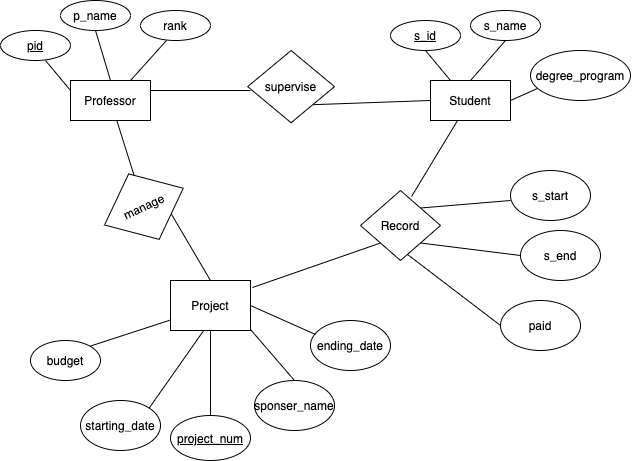 p_name
rank
pid
s_name
s_id
degree_program
Professor
supervise
Student
manage
s_start
Record
s_end
Project
paid
ending_date
budget
sponser_name
starting_date
project_num